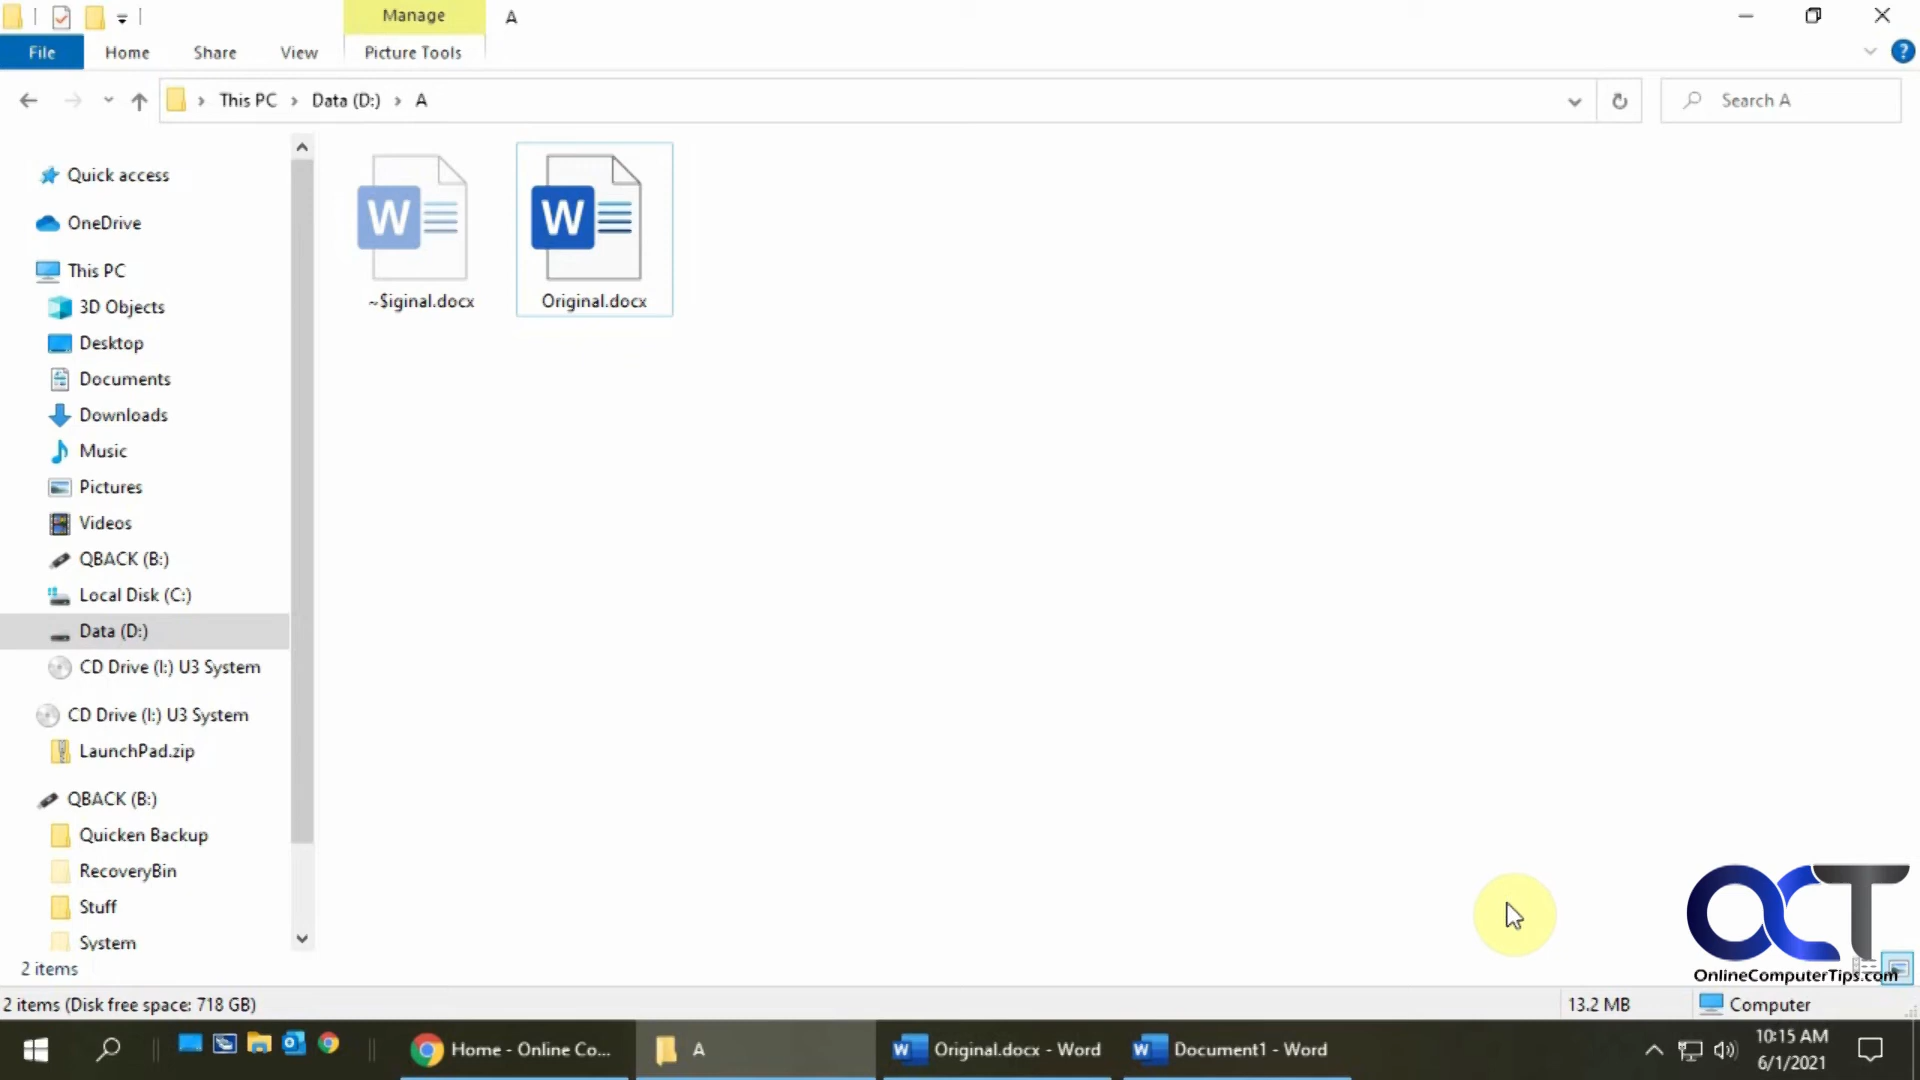 Manage
A
File
Home
Share
View
Picture Tools
?
This PC
Data (D:)
A
Search A
Quick access
OneDrive
This PC
3D Objects
Desktop
Documents
Downloads
Music
Pictures
Videos
QBACK (B:)
Local Disk (C:)
Data (D:)
CD Drive (I:) U3 System
CD Drive (I:) U3 System
LaunchPad.zip
QBACK (B:)
Quicken Backup
RecoveryBin
Stuff
System
W
~$iginal.docx
W
Original.docx
OCT
OnlineComputerTips.com
2 items
2 items (Disk free space: 718 GB)
13.2 MB
Computer
Home - Online Co...
A
W
Original.docx - Word
W
Document1 - Word
10:15 AM
6/1/2021